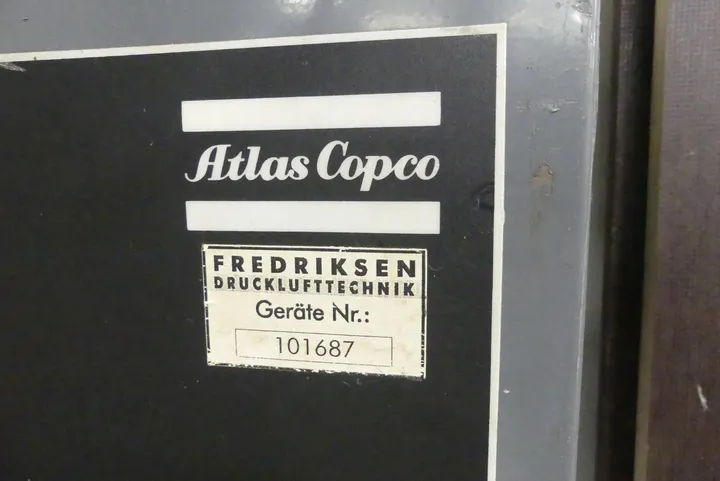 Atlas Copco
FREDRIKSEN
DRUCKLUFTTECHNIK
Geräte Nr.:
101687